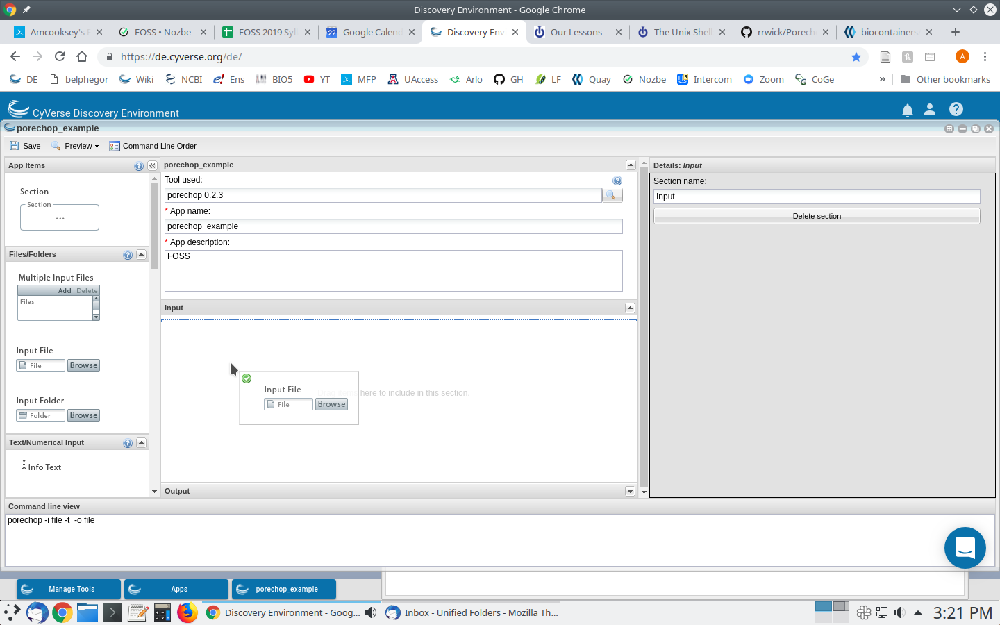 Discovery Environment - Google Chrome
Amcooksey's
FOSS • Nozbe
FOSS 2019 Syl
Google Calen
Discovery Env
Our Lessons
The Unix Shel
rrwick/Porech
biocontainers
https://de.cyverse.org/de/
A
DE
belphegor
Wiki
NCBI
Ens
BIO5
YT
MFP
UAccess
Arlo
GH
LF
Quay
Nozbe
Intercom
Zoom
CoGe
»
Other bookmarks
CyVerse Discovery Environment
porechop_example
Save
Preview
Command Line Order
App Items
Section
Section
...
Files/Folders
Multiple Input Files
Add Delete
Files
Input File
File Browse
Input Folder
Folder Browse
Text/Numerical Input
Info Text
porechop_example
Tool used:
porechop 0.2.3
* App name:
porechop_example
* App description:
FOSS
Input
Input File
File Browse
here to include in this section.
Output
Details: Input
Section name:
Input
Delete section
Command line view
porechop -i file -t -o file
Manage Tools
Apps
porechop_example
Discovery Environment - Goog...
Inbox - Unified Folders - Mozilla Th...
3:21 PM